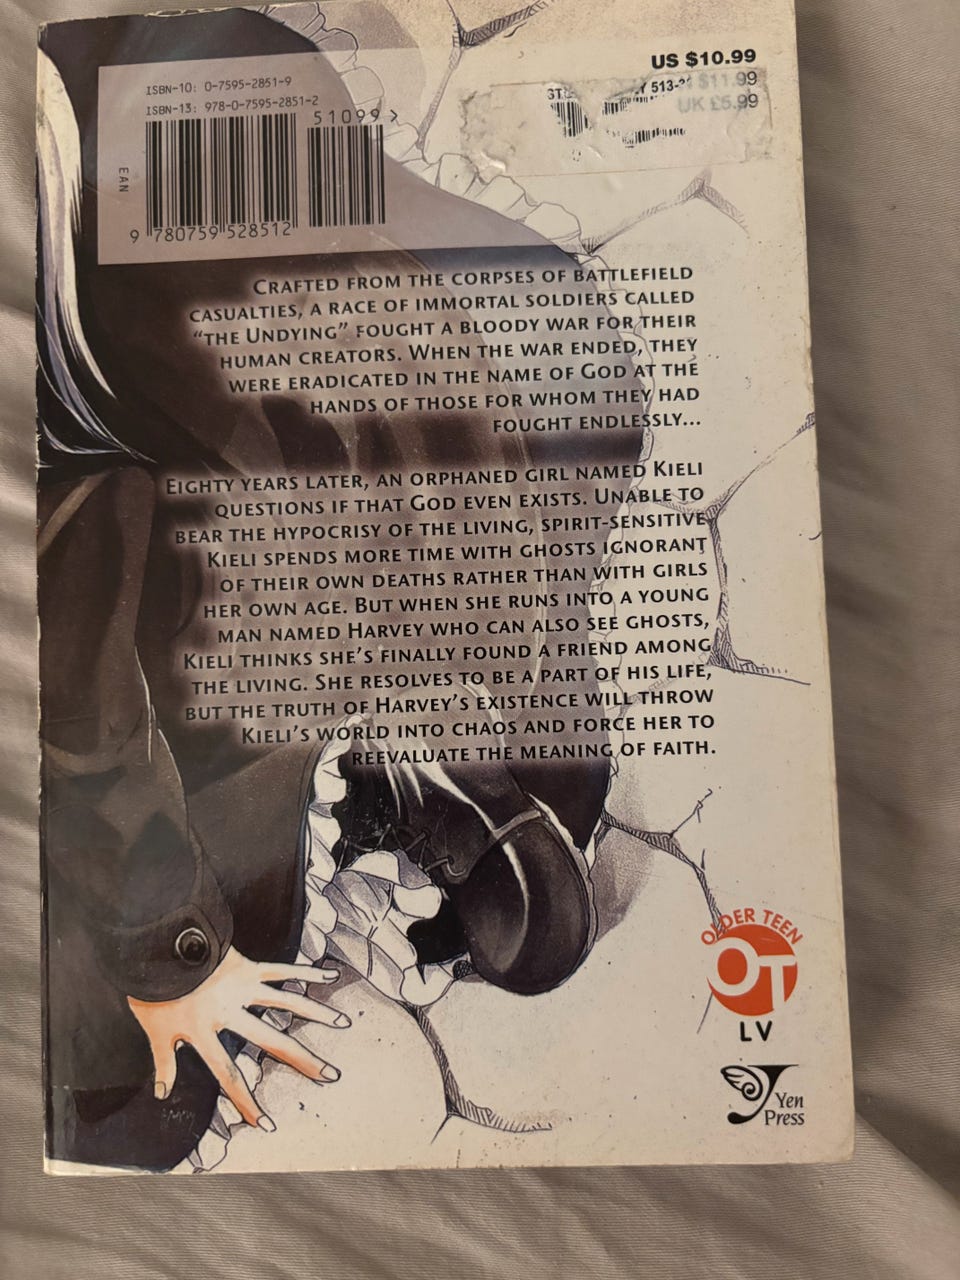 ISBN-10: 0-7595-2851-9
ISBN-13: 978-0-7595-2851-2
51099>
EAN
9 780759 528512
US $10.99
$11.99
UK £5.99
Crafted from the corpses of battlefield
casualties, a race of immortal soldiers called
“the Undying” fought a bloody war for their
human creators. When the war ended, they
were eradicated in the name of God at the
hands of those for whom they had
fought endlessly...
Eighty years later, an orphaned girl named Kieli
questions if that God even exists. Unable to
bear the hypocrisy of the living, spirit-sensitive
Kieli spends more time with ghosts ignorant
of their own deaths rather than with girls
her own age. But when she runs into a young
man named Harvey who can also see ghosts,
Kieli thinks she’s finally found a friend among
the living. She resolves to be a part of his life,
but the truth of Harvey’s existence will throw
Kieli’s world into chaos and force her to
reevaluate the meaning of faith.
OLDER TEEN
OT
LV
Yen
Press